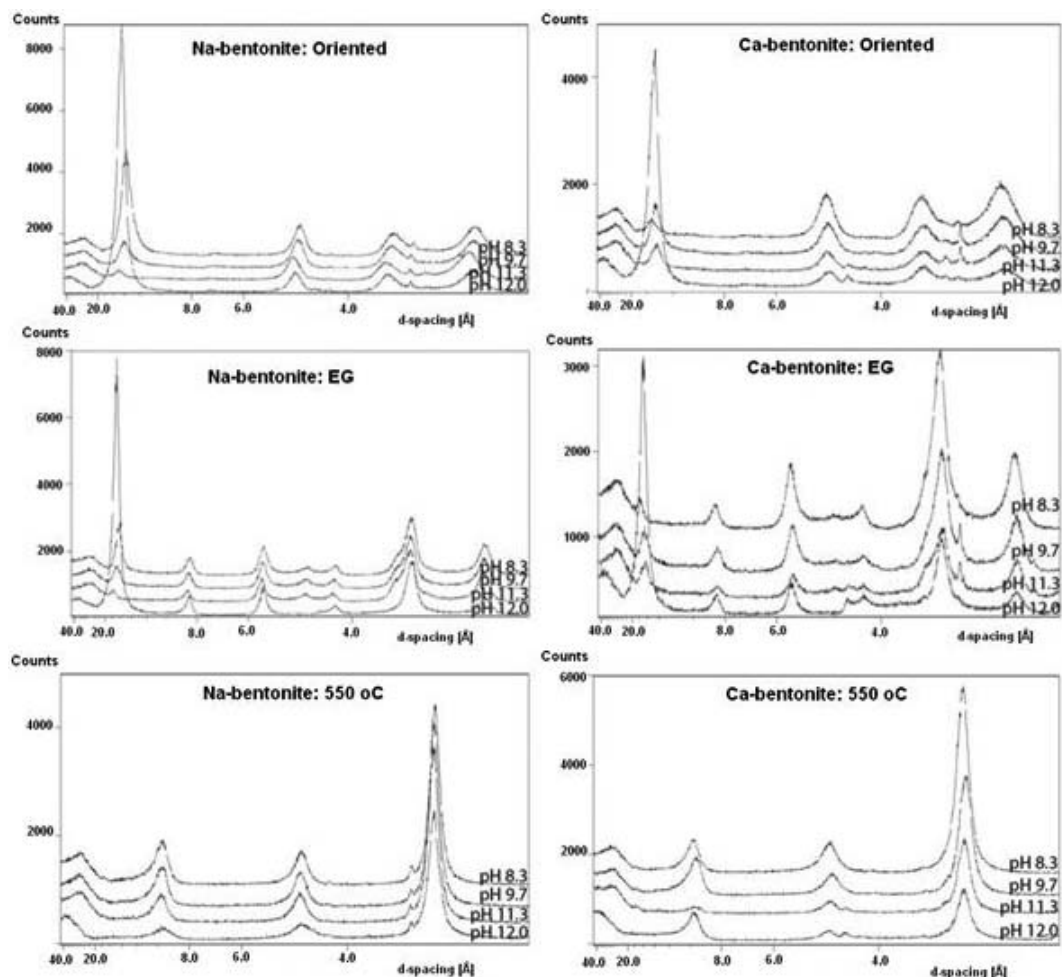 Counts
Na-bentonite: Oriented
8000
6000
4000
2000
pH 8.3
pH 9.7
pH 11.3
pH 12.0
40.0 20.0 8.0 6.0 4.0 d-spacing [Å]
Counts
Ca-bentonite: Oriented
4000
2000
0
pH 8.3
pH 9.7
pH 11.3
pH 12.0
40.0 20.0 8.0 6.0 4.0 d-spacing [Å]
Counts
Na-bentonite: EG
8000
6000
4000
2000
pH 8.3
pH 9.7
pH 11.3
pH 12.0
40.0 20.0 8.0 6.0 4.0 d-spacing [Å]
Counts
Ca-bentonite: EG
3000
2000
1000
pH 8.3
pH 9.7
pH 11.3
pH 12.0
40.0 20.0 8.0 6.0 4.0 d-spacing [Å]
Counts
Na-bentonite: 550 oC
4000
2000
pH 8.3
pH 9.7
pH 11.3
pH 12.0
40.0 20.0 8.0 6.0 4.0 d-spacing [Å]
Counts
Ca-bentonite: 550 oC
6000
4000
2000
0
pH 8.3
pH 9.7
pH 11.3
pH 12.0
40.0 20.0 8.0 6.0 4.0 d-spacing [Å]